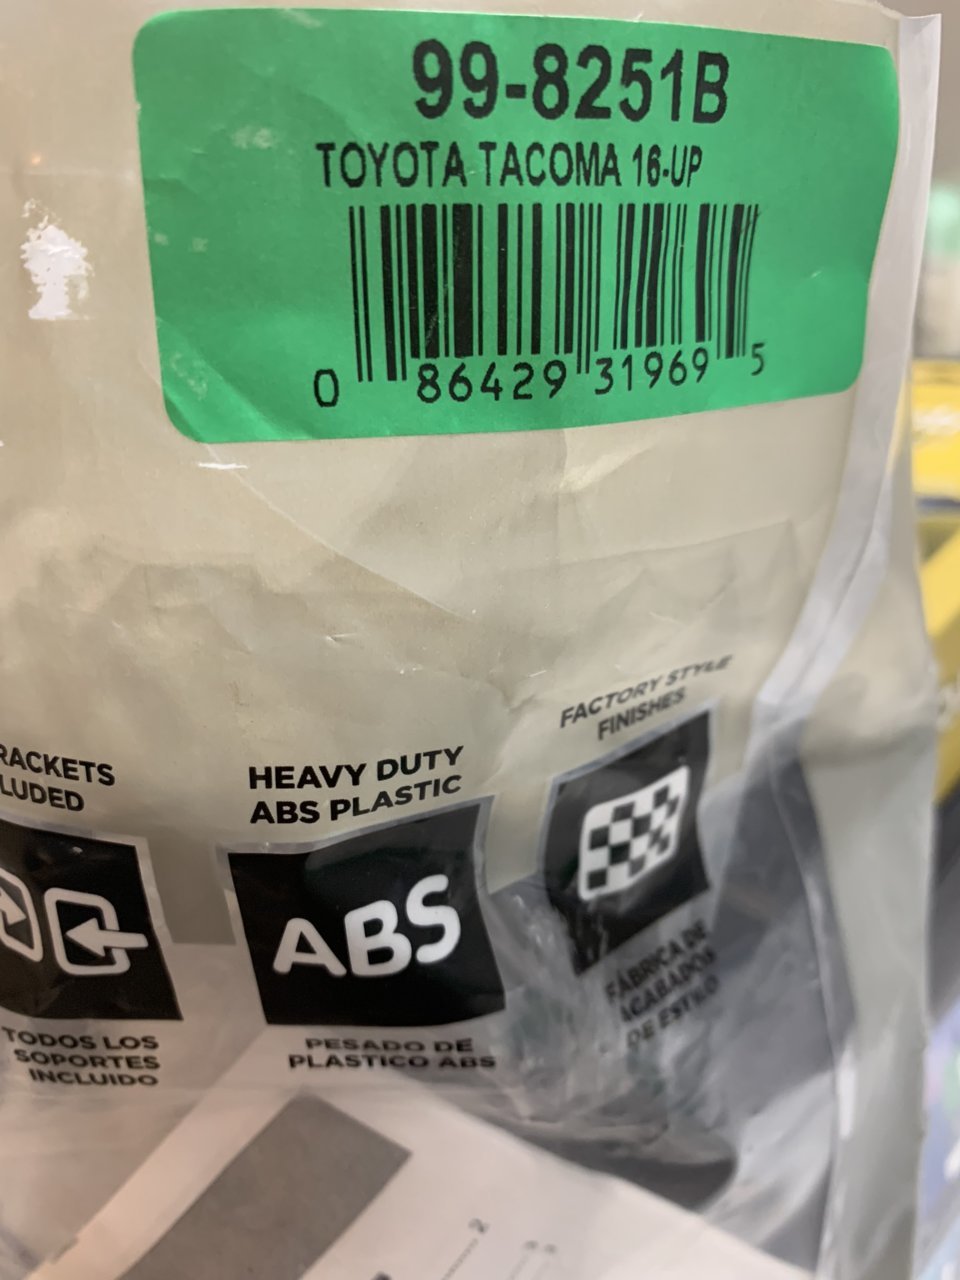 99-8251B
TOYOTA TACOMA 16-UP
0 86429 31969 5
RACKETS
LUDED
HEAVY DUTY
ABS PLASTIC
FACTORY STYLE
FINISHES
ABS
TODOS LOS
SOPORTES
INCLUIDO
PESADO DE
PLASTICO ABS
FÁBRICA DE
ACABADOS
DE ESTILO
2